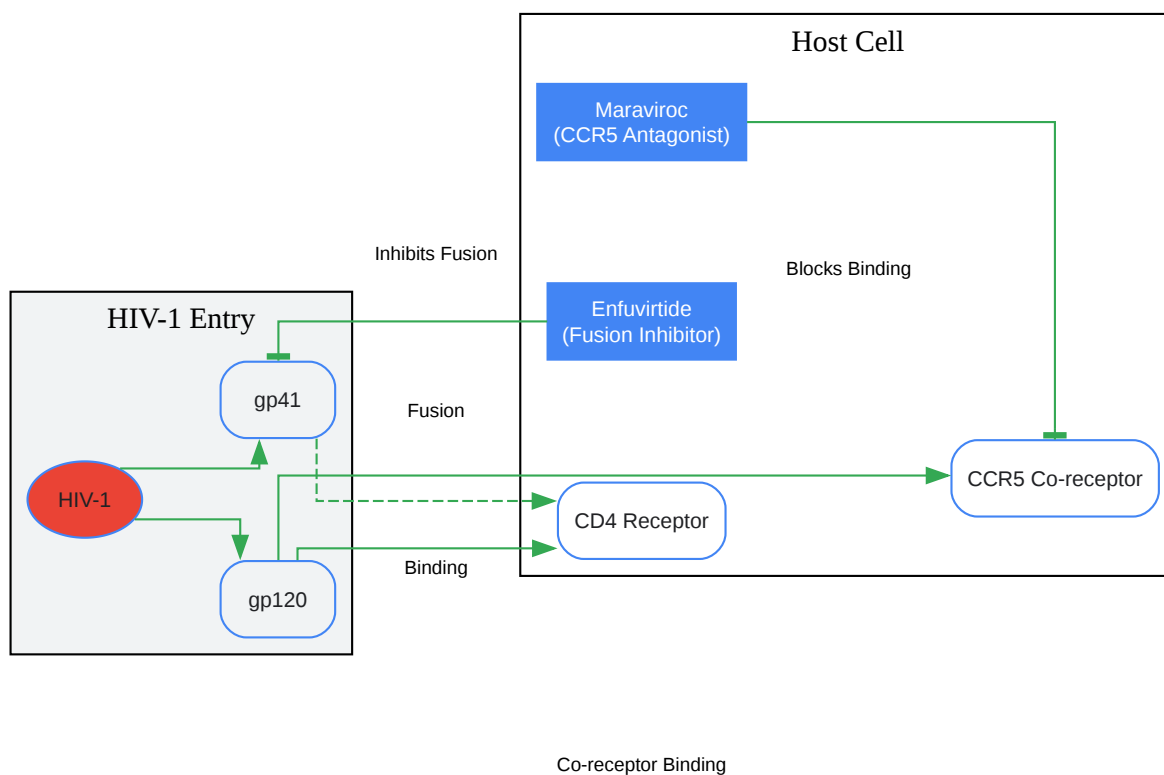 Host Cell
Maraviroc
(CCR5 Antagonist)
Inhibits Fusion
Blocks Binding
HIV-1 Entry
Enfuvirtide
(Fusion Inhibitor)
gp41
Fusion
CCR5 Co-receptor
HIV-1
CD4 Receptor
Binding
gp120
Co-receptor Binding